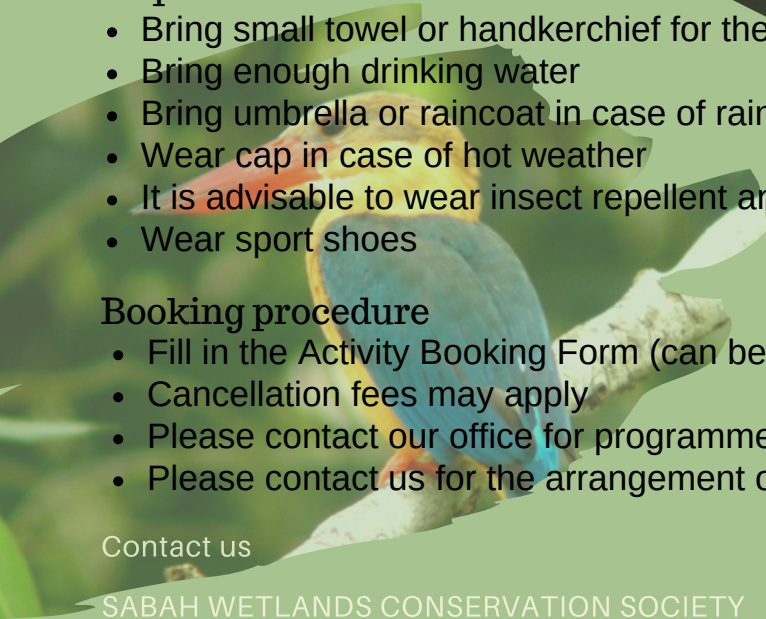 Bring small towel or handkerchief for the
Bring enough drinking water
Bring umbrella or raincoat in case of rain
Wear cap in case of hot weather
It is advisable to wear insect repellent
Wear sport shoes
Booking procedure
Fill in the Activity Booking Form (can be
Cancellation fees may apply
Please contact our office for programme
Please contact us for the arrangement
Contact us
SABAH WETLANDS CONSERVATION SOCIETY